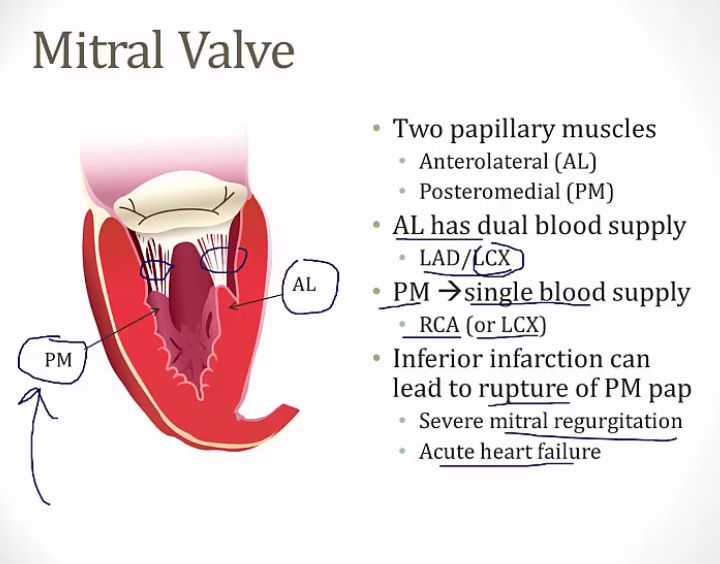 Mitral Valve
• Two papillary muscles
• Anterolateral (AL)
• Posteromedial (PM)
• AL has dual blood supply
• LAD/LCX
• PM →single blood supply
• RCA (or LCX)
• Inferior infarction can
lead to rupture of PM pap
• Severe mitral regurgitation
• Acute heart failure
AL
PM